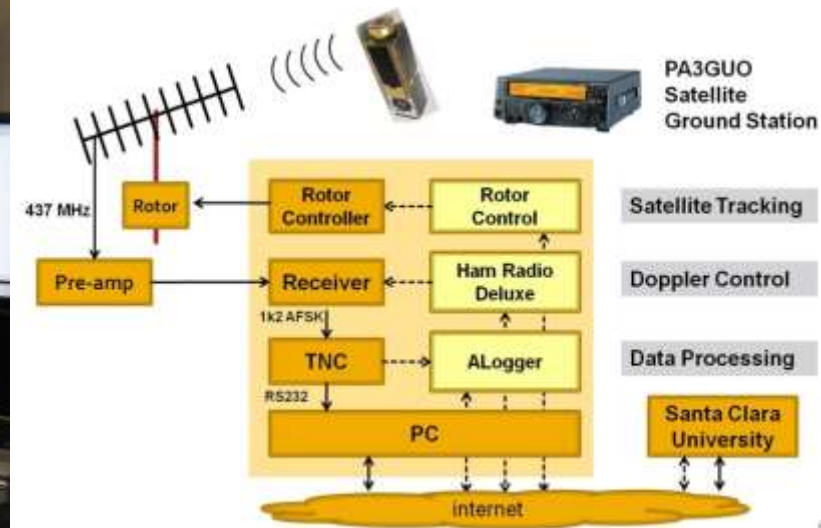 PA3GUO
Satellite
Ground Station
437 MHz
Rotor
Rotor
Controller
Rotor
Control
Satellite Tracking
Pre-amp
Receiver
Ham Radio
Deluxe
Doppler Control
1k2 AFSK
TNC
ALogger
Data Processing
RS232
PC
Santa Clara
University
internet